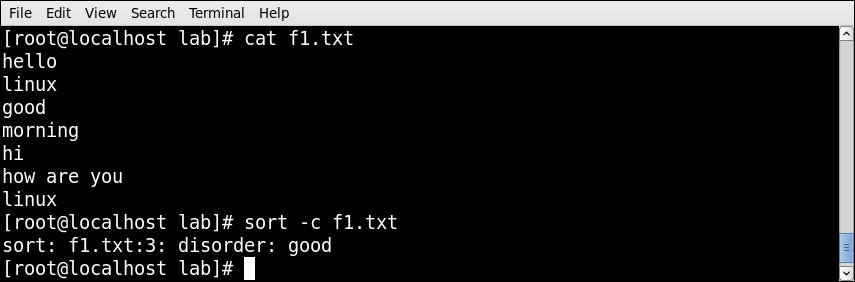 File Edit View Search Terminal Help
[root@localhost lab]# cat f1.txt
hello
linux
good
morning
hi
how are you
linux
[root@localhost lab]# sort -c f1.txt
sort: f1.txt:3: disorder: good
[root@localhost lab]#